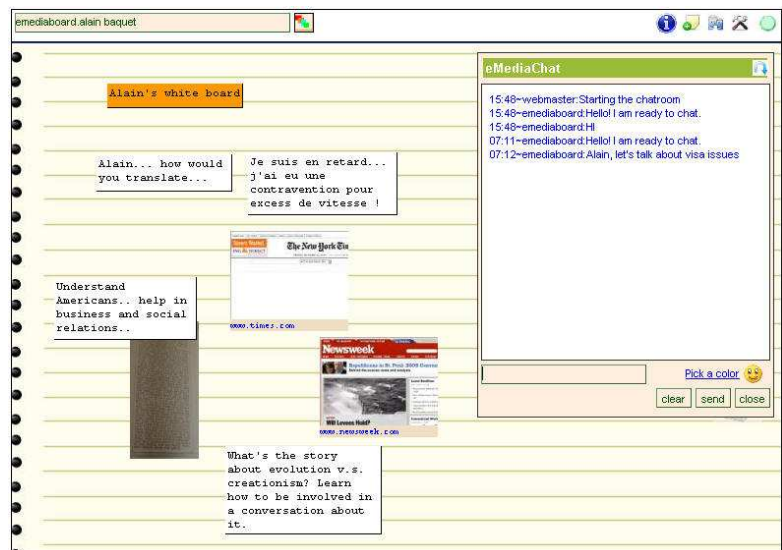 emediaboard.alain baquet
eMediaChat
Alain's white board
15:48~webmaster:Starting the chatroom
15:48~emediaboard:Hello! I am ready to chat.
15:48~emediaboard:HI
07:11~emediaboard:Hello! I am ready to chat.
07:12~emediaboard:Alain, let's talk about visa issues
Alain... how would
you translate...
Je suis en retard...
j'ai eu une
contravention pour
excess de vitesse !
The New York Tim
www.times.com
Understand
Americans.. help in
business and social
relations..
Newsweek
Will Levees Hold?
www.newsweek.com
Pick a color
clear
send
close
What's the story
about evolution v.s.
creationism? Learn
how to be involved in
a conversation about
it.